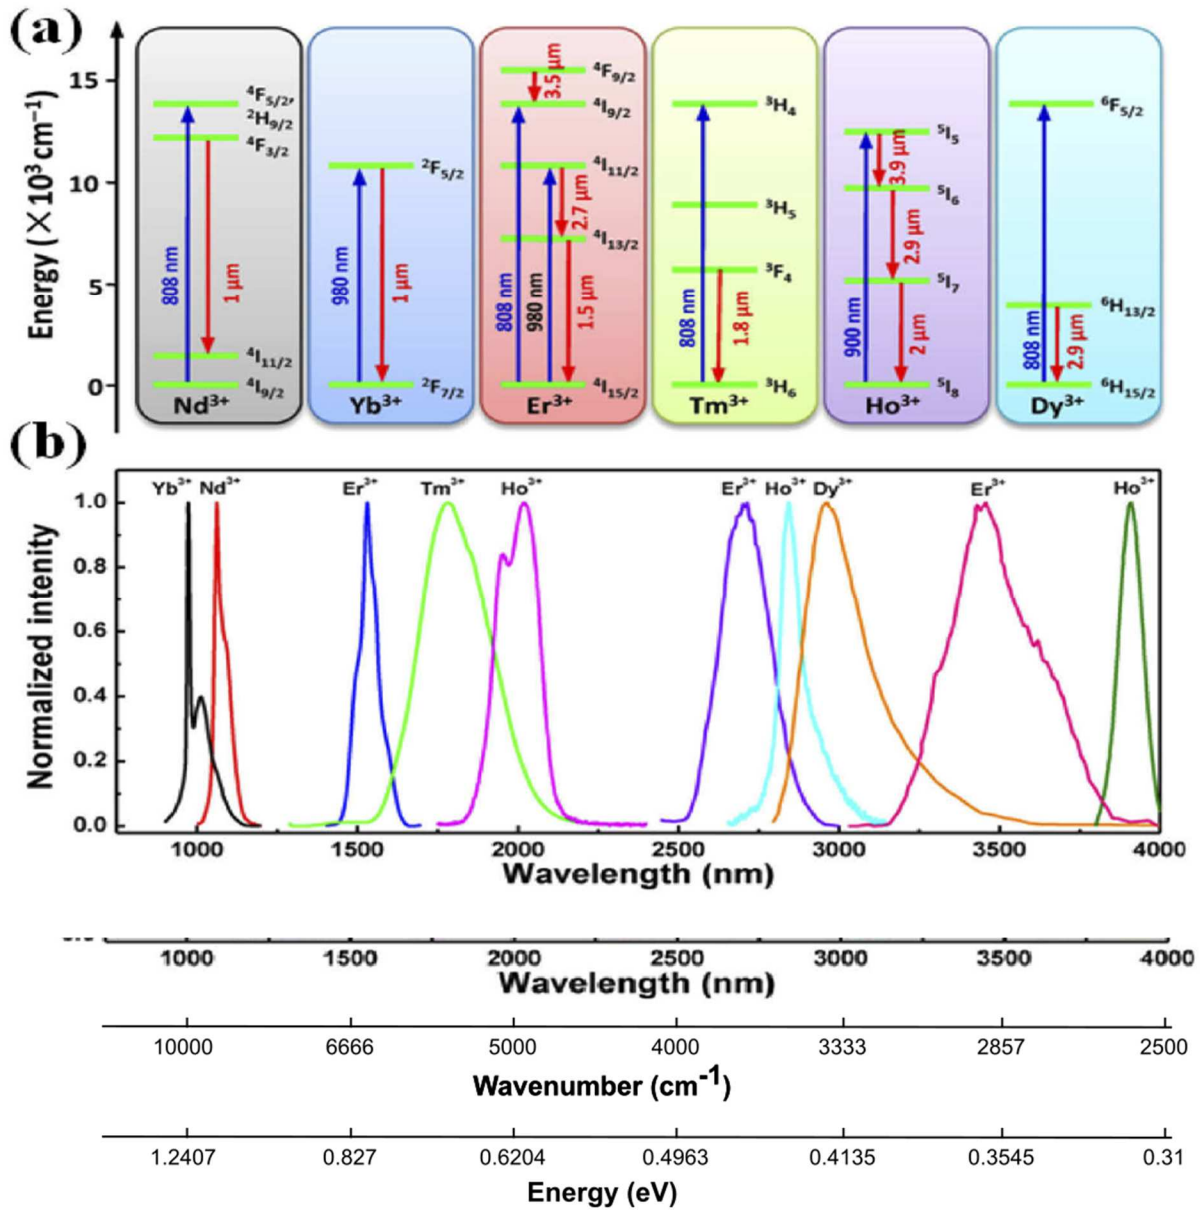 (a)
Energy (×10³ cm⁻¹)
15
10
5
0
⁴F₅/₂,
²H₉/₂
⁴F₃/₂
808 nm
1 μm
⁴I₁₁/₂
⁴I₉/₂
Nd³⁺
²F₅/₂
980 nm
1 μm
²F₇/₂
Yb³⁺
3.5 μm
⁴F₉/₂
⁴I₉/₂
⁴I₁₁/₂
2.7 μm
⁴I₁₃/₂
808 nm
980 nm
1.5 μm
⁴I₁₅/₂
Er³⁺
³H₄
³H₅
³F₄
808 nm
1.8 μm
³H₆
Tm³⁺
⁵I₅
3.9 μm
⁵I₆
2.9 μm
⁵I₇
900 nm
2 μm
⁵I₈
Ho³⁺
⁶F₅/₂
⁶H₁₃/₂
808 nm
2.9 μm
⁶H₁₅/₂
Dy³⁺
(b)
Normalized intenity
Yb³⁺ Nd³⁺ Er³⁺ Tm³⁺ Ho³⁺ Er³⁺ Ho³⁺ Dy³⁺ Er³⁺ Ho³⁺
1.0
0.8
0.6
0.4
0.2
0.0
1000 1500 2000 2500 3000 3500 4000
Wavelength (nm)
1000 1500 2000 2500 3000 3500 4000
Wavelength (nm)
10000 6666 5000 4000 3333 2857 2500
Wavenumber (cm⁻¹)
1.2407 0.827 0.6204 0.4963 0.4135 0.3545 0.31
Energy (eV)